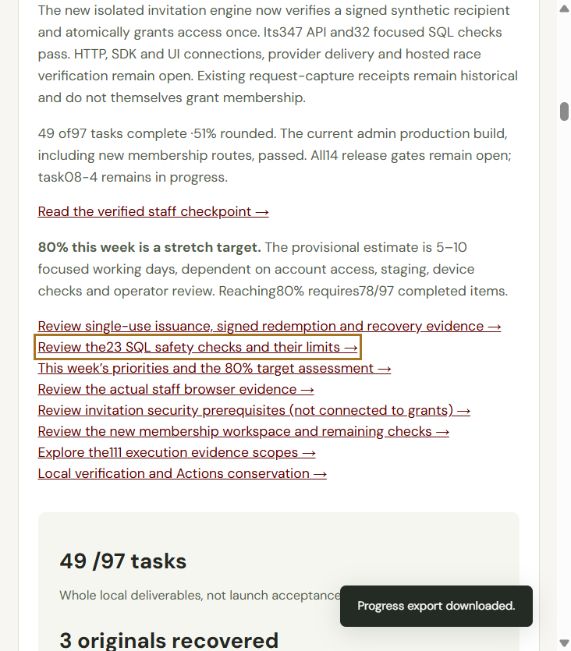 The new isolated invitation engine now verifies a signed synthetic recipient
and atomically grants access once. Its347 API and32 focused SQL checks
pass. HTTP, SDK and UI connections, provider delivery and hosted race
verification remain open. Existing request-capture receipts remain historical
and do not themselves grant membership.
49 of97 tasks complete ·51% rounded. The current admin production build,
including new membership routes, passed. All14 release gates remain open;
task08-4 remains in progress.
Read the verified staff checkpoint →
80% this week is a stretch target. The provisional estimate is 5–10
focused working days, dependent on account access, staging, device
checks and operator review. Reaching80% requires78/97 completed items.
Review single-use issuance, signed redemption and recovery evidence →
Review the23 SQL safety checks and their limits →
This week's priorities and the 80% target assessment →
Review the actual staff browser evidence →
Review invitation security prerequisites (not connected to grants) →
Review the new membership workspace and remaining checks →
Explore the111 execution evidence scopes →
Local verification and Actions conservation →
49 /97 tasks
Whole local deliverables, not launch acceptance
Progress export downloaded.
3 originals recovered